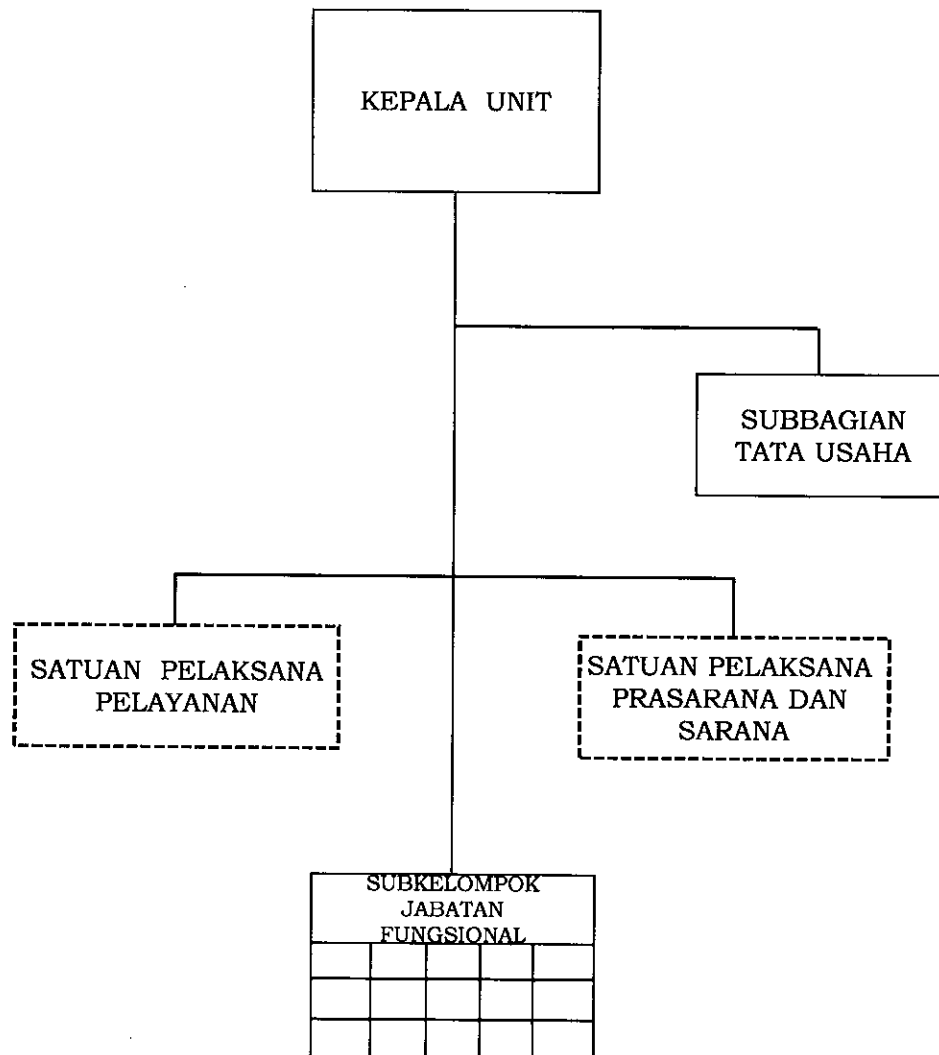 KEPALA UNIT
SUBBAGIAN
TATA USAHA
SATUAN PELAKSANA
PELAYANAN
SATUAN PELAKSANA
PRASARANA DAN
SARANA
SUBKELOMPOK
JABATAN
FUNGSIONAL